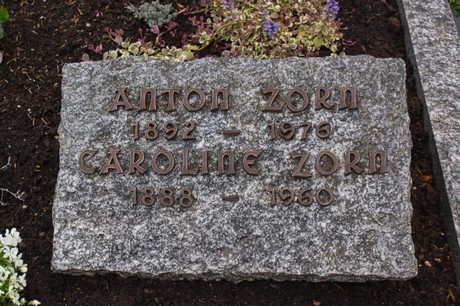 ANTON ZORN
1892 – 1976
CAROLINE ZORN
1888 – 1960